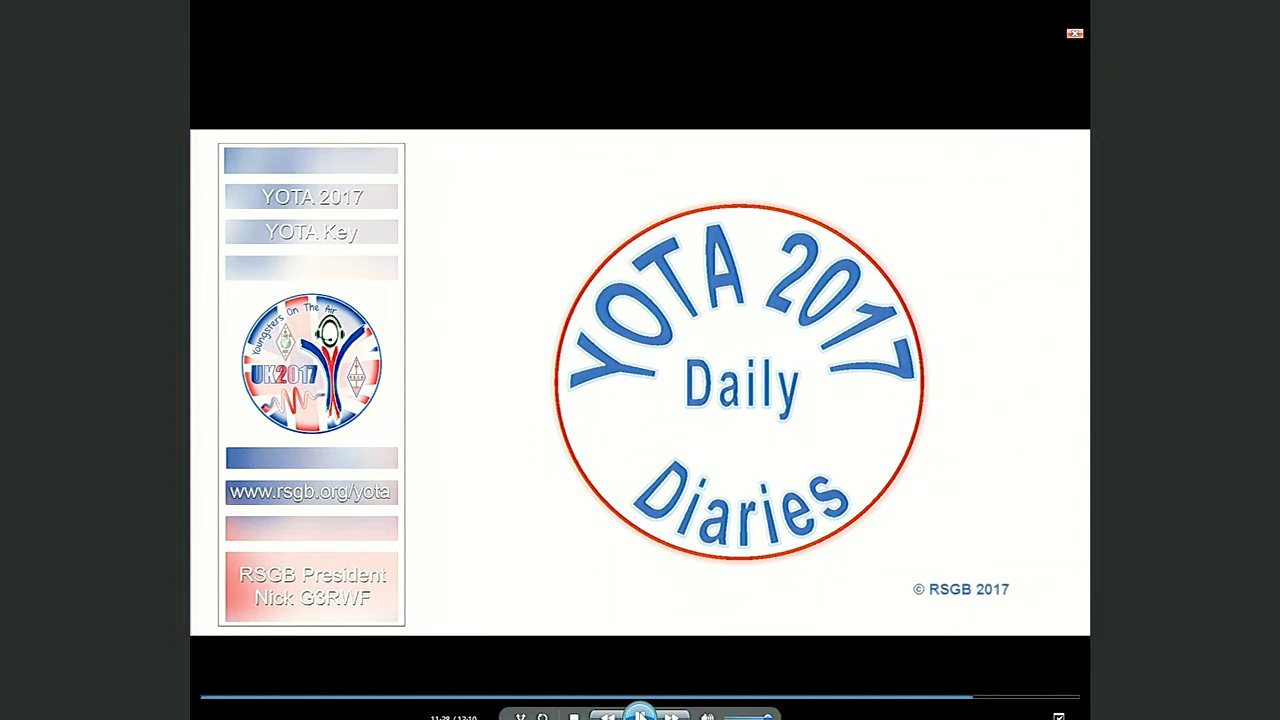 YOTA 2017
YOTA Key
Youngsters On The Air
UK2017
www.rsgb.org/yota
RSGB President
Nick G3RWF
YOTA 2017
Daily
Diaries
© RSGB 2017